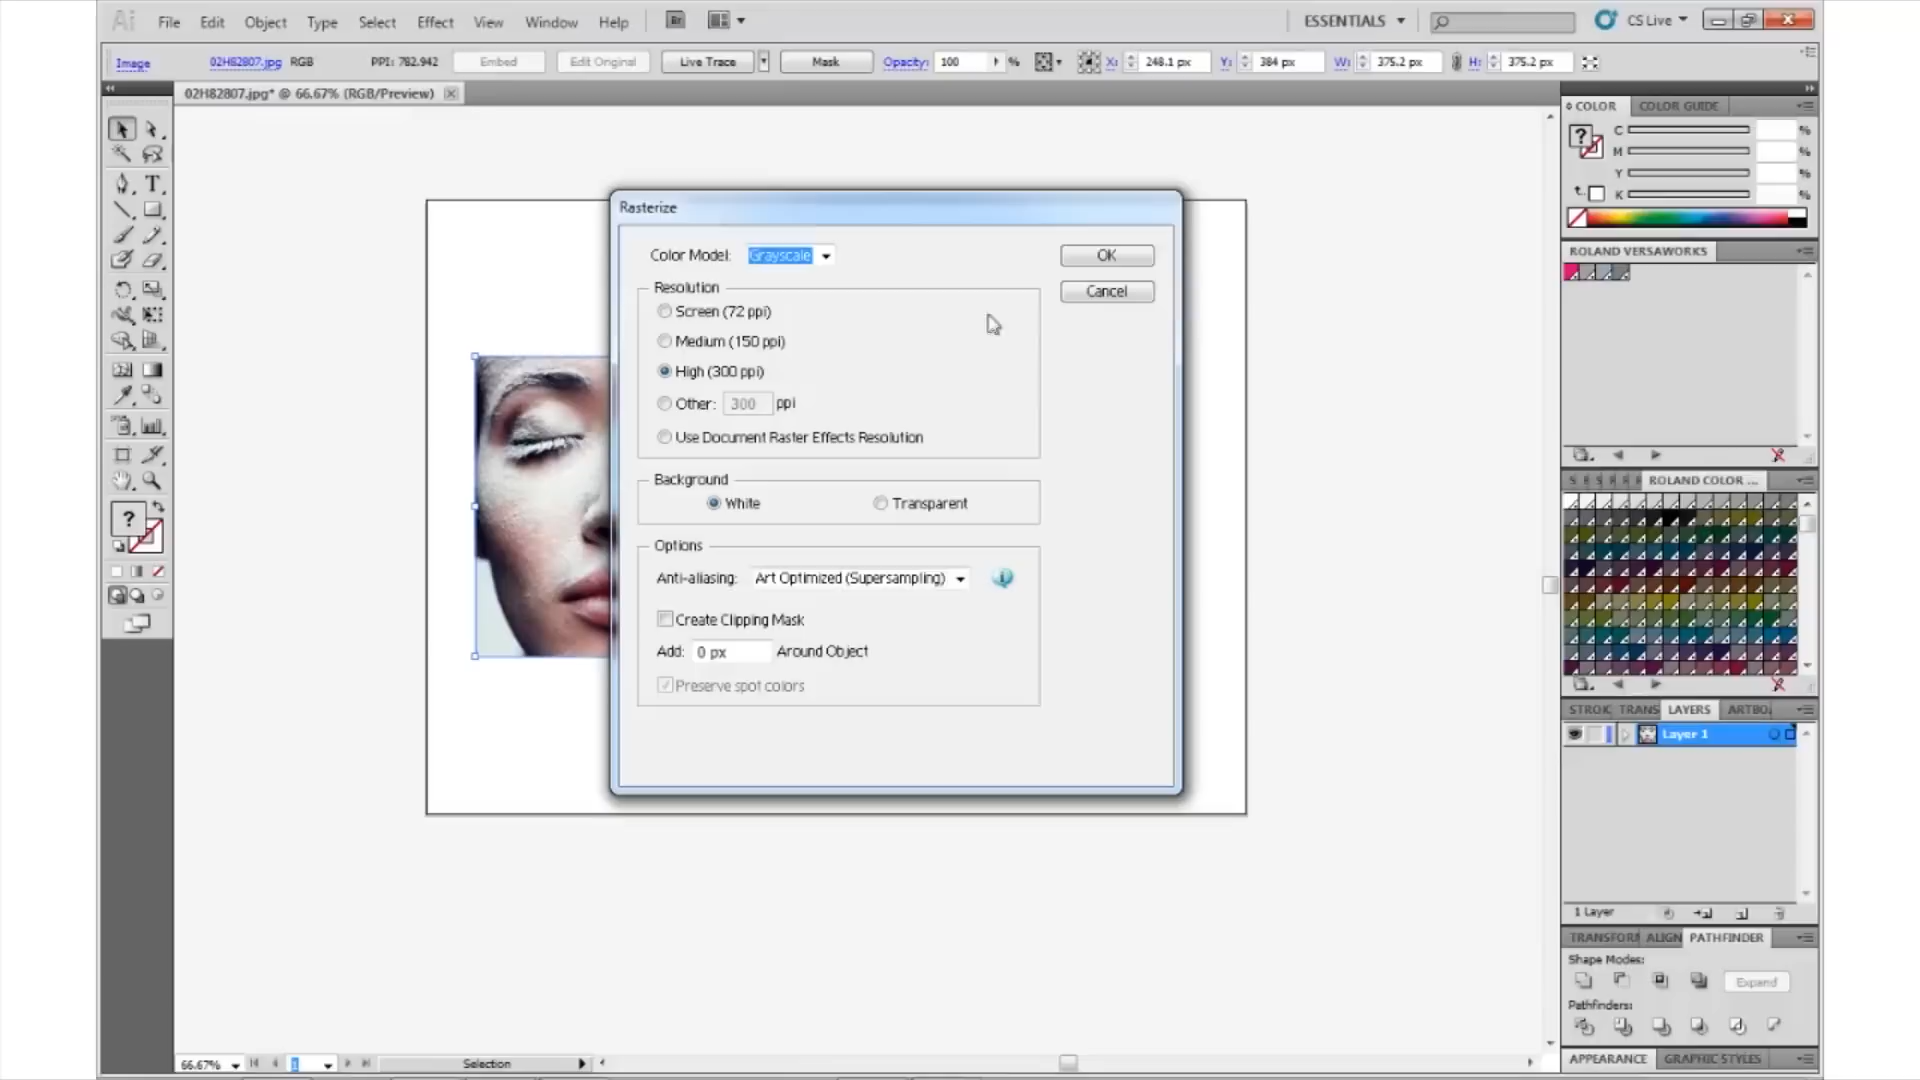 Ai File Edit Object Type Select Effect View Window Help Br ESSENTIALS CS Live
Image 02H82807.jpg RGB PPI: 782.942 Embed Edit Original Live Trace Mask Opacity: 100 % X: 248.1 px Y: 384 px W: 375.2 px H: 375.2 px
02H82807.jpg* @ 66.67% (RGB/Preview)
COLOR COLOR GUIDE
C %
M %
Y %
K %
ROLAND VERSAWORKS
ROLAND COLOR ...
STROK TRANS LAYERS ARTBO
Layer 1
1 Layer
TRANSFORM ALIGN PATHFINDER
Shape Modes:
Expand
Pathfinders:
APPEARANCE GRAPHIC STYLES
Rasterize
Color Model: Grayscale
OK
Cancel
Resolution
Screen (72 ppi)
Medium (150 ppi)
High (300 ppi)
Other: 300 ppi
Use Document Raster Effects Resolution
Background
White Transparent
Options
Anti-aliasing: Art Optimized (Supersampling)
Create Clipping Mask
Add: 0 px Around Object
Preserve spot colors
66.67% 1 Selection